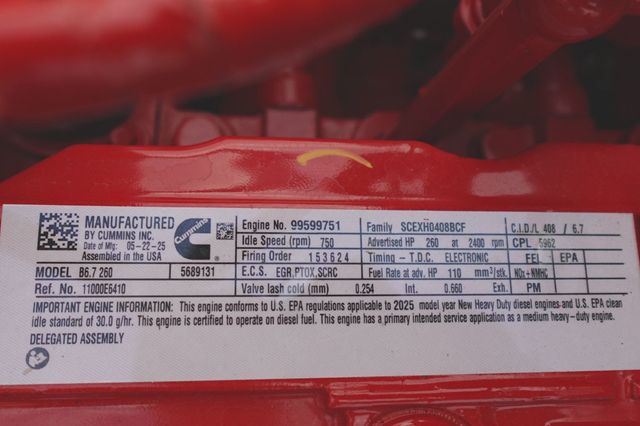 MANUFACTURED
BY CUMMINS INC.
Date of Mfg: 05-22-25
Assembled in the USA
Cummins
MODEL B6.7 260 5689131
Ref. No. 11000E6410
Engine No. 99599751
Idle Speed (rpm) 750
Firing Order 1 5 3 6 2 4
E.C.S. EGR,PTOX,SCRC
Valve lash cold (mm) 0.254 Int. 0.660 Exh.
Family SCEXH0408BCF
Advertised HP 260 at 2400 rpm
Timing - T.D.C. ELECTRONIC
Fuel Rate at adv. HP 110 mm³/stk.
C.I.D./L 408 / 6.7
CPL 5962
FEL EPA
NOx+NMHC
PM
IMPORTANT ENGINE INFORMATION: This engine conforms to U.S. EPA regulations applicable to 2025 model year New Heavy Duty diesel engines and U.S. EPA clean
idle standard of 30.0 g/hr. This engine is certified to operate on diesel fuel. This engine has a primary intended service application as a medium heavy-duty engine.
DELEGATED ASSEMBLY